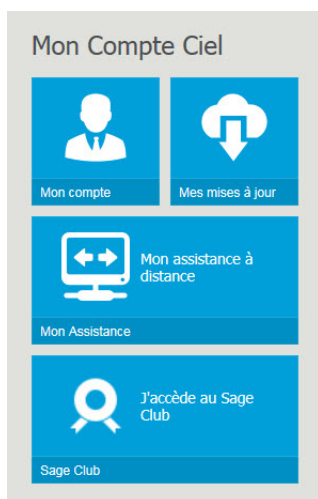 Mon Compte Ciel
Mon compte
Mes mises à jour
Mon assistance à
distance
Mon Assistance
J'accède au Sage
Club
Sage Club